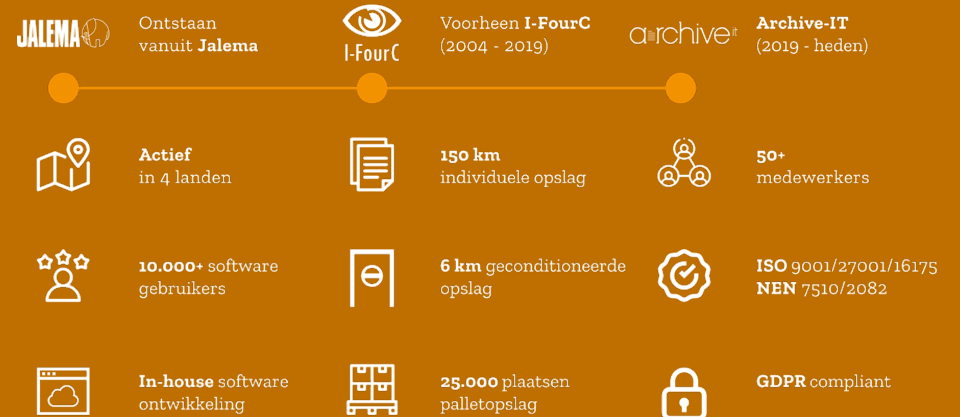 JALEMA
Ontstaan
vanuit Jalema
I-FourC
Voorheen I-FourC
(2004 - 2019)
archive it
Archive-IT
(2019 - heden)
Actief
in 4 landen
150 km
individuele opslag
50+
medewerkers
10.000+ software
gebruikers
6 km geconditioneerde
opslag
ISO 9001/27001/16175
NEN 7510/2082
In-house software
ontwikkeling
25.000 plaatsen
palletopslag
GDPR compliant